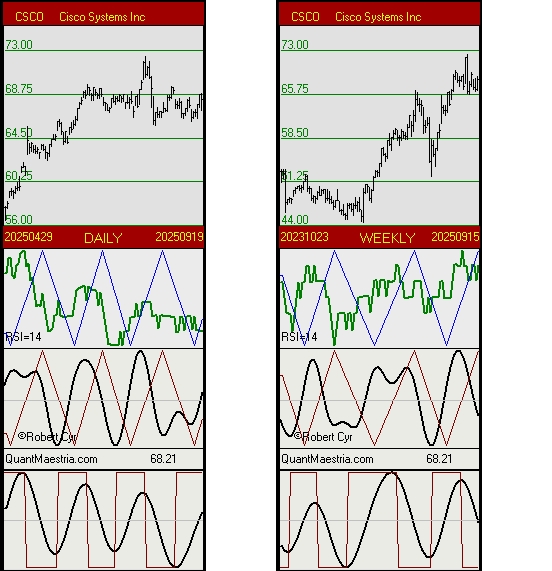 CSCO Cisco Systems Inc
73.00
68.75
64.50
60.25
56.00
20250429 DAILY 20250919
RSI=14
©Robert Cyr
QuantMaestria.com 68.21
CSCO Cisco Systems Inc
73.00
65.75
58.50
51.25
44.00
20231023 WEEKLY 20250915
RSI=14
©Robert Cyr
QuantMaestria.com 68.21